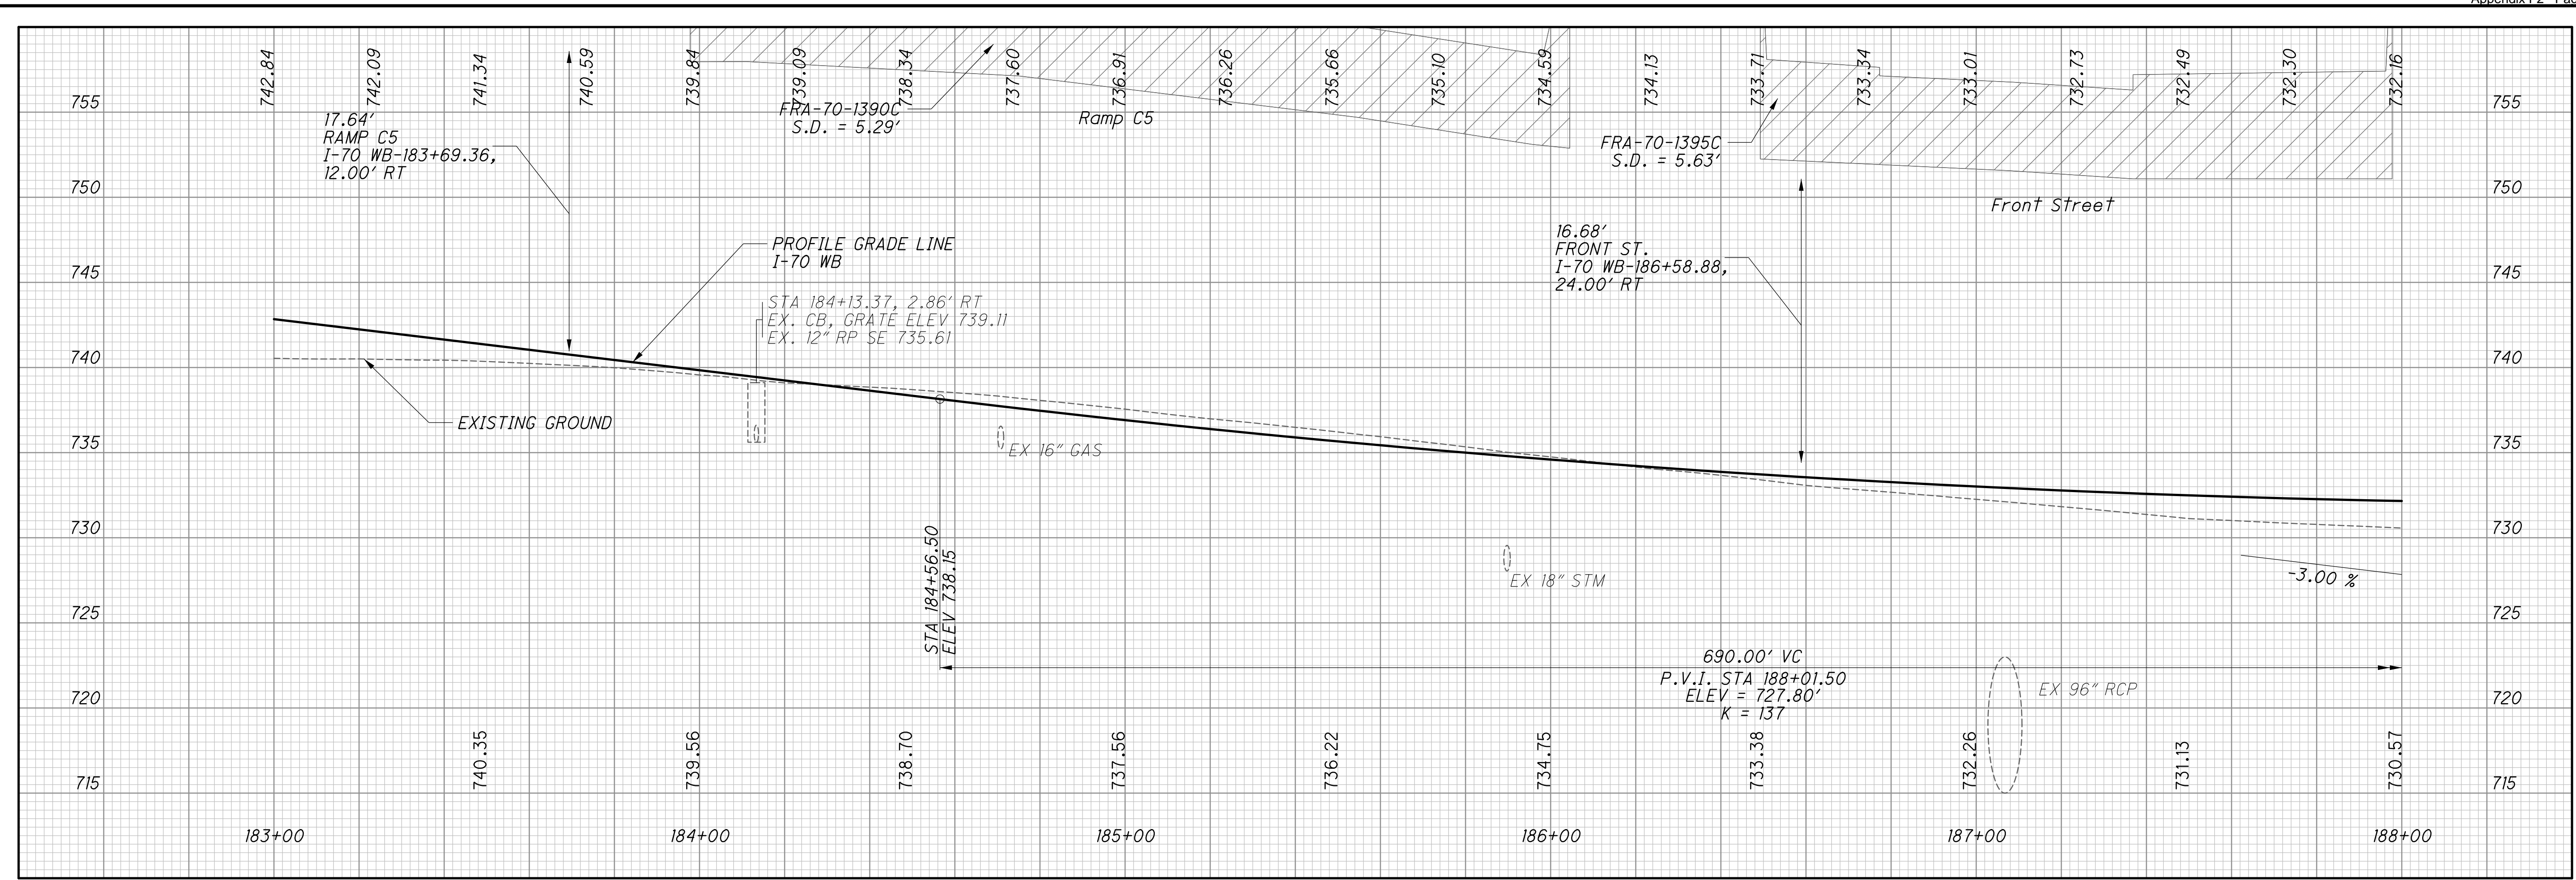 742.84
742.09
741.34
740.59
739.84
739.09
738.34
737.60
736.91
736.26
735.66
735.10
734.59
734.13
733.71
733.34
733.01
732.73
732.49
732.30
732.16
755
755
17.64'
RAMP C5
I-70 WB-183+69.36,
12.00' RT
FRA-70-1390C
S.D. = 5.29'
Ramp C5
FRA-70-1395C
S.D. = 5.63'
750
750
Front Street
16.68'
FRONT ST.
I-70 WB-186+58.88,
24.00' RT
PROFILE GRADE LINE
I-70 WB
745
745
STA 184+13.37, 2.86' RT
EX. CB, GRATE ELEV 739.11
EX. 12" RP SE 735.61
740
740
EXISTING GROUND
735
735
EX 16" GAS
730
730
STA 184+56.50
ELEV 738.15
EX 18" STM
-3.00 %
725
725
690.00' VC
P.V.I. STA 188+01.50
ELEV = 727.80'
K = 137
EX 96" RCP
720
720
740.35
739.56
738.70
737.56
736.22
734.75
733.38
732.26
731.13
730.57
715
715
183+00
184+00
185+00
186+00
187+00
188+00